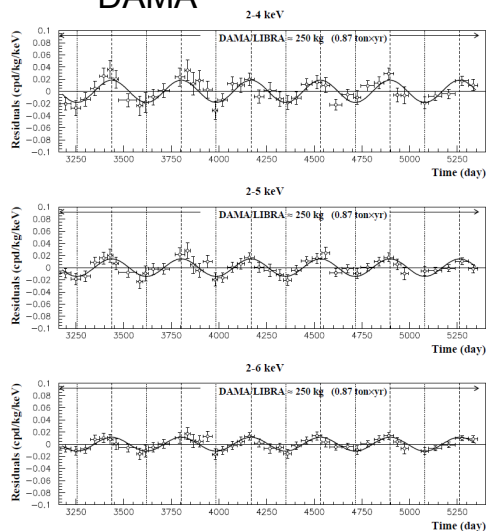 DAMA
2-4 keV
Residuals (cpd/kg/keV)
0.1
0.08
0.06
0.04
0.02
0
−0.02
−0.04
−0.06
−0.08
−0.1
DAMA/LIBRA ≈ 250 kg (0.87 ton×yr)
3250 3500 3750 4000 4250 4500 4750 5000 5250
Time (day)
2-5 keV
Residuals (cpd/kg/keV)
0.1
0.08
0.06
0.04
0.02
0
−0.02
−0.04
−0.06
−0.08
−0.1
DAMA/LIBRA ≈ 250 kg (0.87 ton×yr)
3250 3500 3750 4000 4250 4500 4750 5000 5250
Time (day)
2-6 keV
Residuals (cpd/kg/keV)
0.1
0.08
0.06
0.04
0.02
0
−0.02
−0.04
−0.06
−0.08
−0.1
DAMA/LIBRA ≈ 250 kg (0.87 ton×yr)
3250 3500 3750 4000 4250 4500 4750 5000 5250
Time (day)